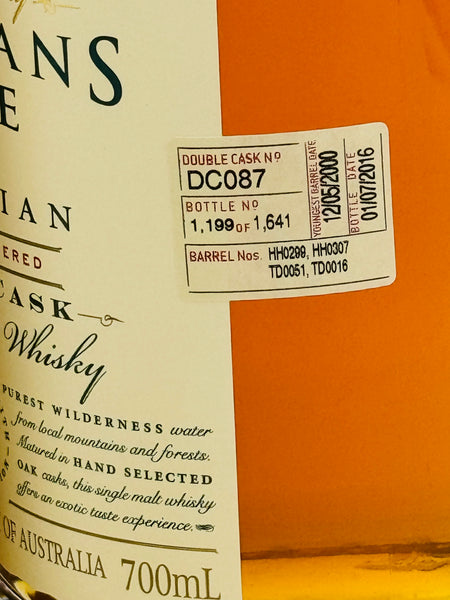 ANS
E
IAN
ERED
CASK
Whisky
PUREST WILDERNESS water
from local mountains and forests.
Matured in HAND SELECTED
OAK casks, this single malt whisky
offers an exotic taste experience.
OF AUSTRALIA 700mL
DOUBLE CASK NO
DC087
BOTTLE NO
1,199 OF 1,641
YOUNGEST BARREL DATE
12/05/2000
BOTTLE DATE
01/07/2016
BARREL Nos. HH0299, HH0307
TD0051, TD0016